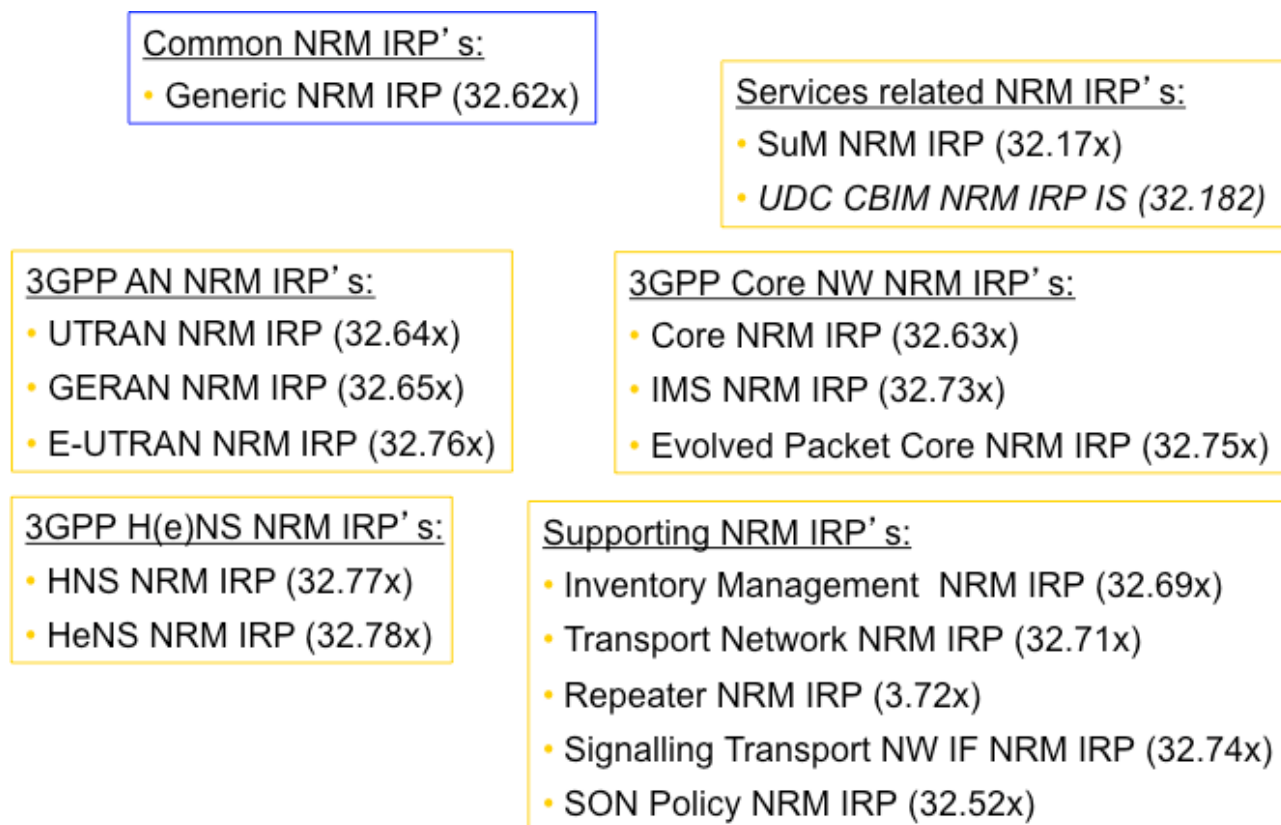 Common NRM IRP’s:
• Generic NRM IRP (32.62x)
Services related NRM IRP’s:
• SuM NRM IRP (32.17x)
• UDC CBIM NRM IRP IS (32.182)
3GPP AN NRM IRP’s:
• UTRAN NRM IRP (32.64x)
• GERAN NRM IRP (32.65x)
• E-UTRAN NRM IRP (32.76x)
3GPP Core NW NRM IRP’s:
• Core NRM IRP (32.63x)
• IMS NRM IRP (32.73x)
• Evolved Packet Core NRM IRP (32.75x)
3GPP H(e)NS NRM IRP’s:
• HNS NRM IRP (32.77x)
• HeNS NRM IRP (32.78x)
Supporting NRM IRP’s:
• Inventory Management NRM IRP (32.69x)
• Transport Network NRM IRP (32.71x)
• Repeater NRM IRP (3.72x)
• Signalling Transport NW IF NRM IRP (32.74x)
• SON Policy NRM IRP (32.52x)